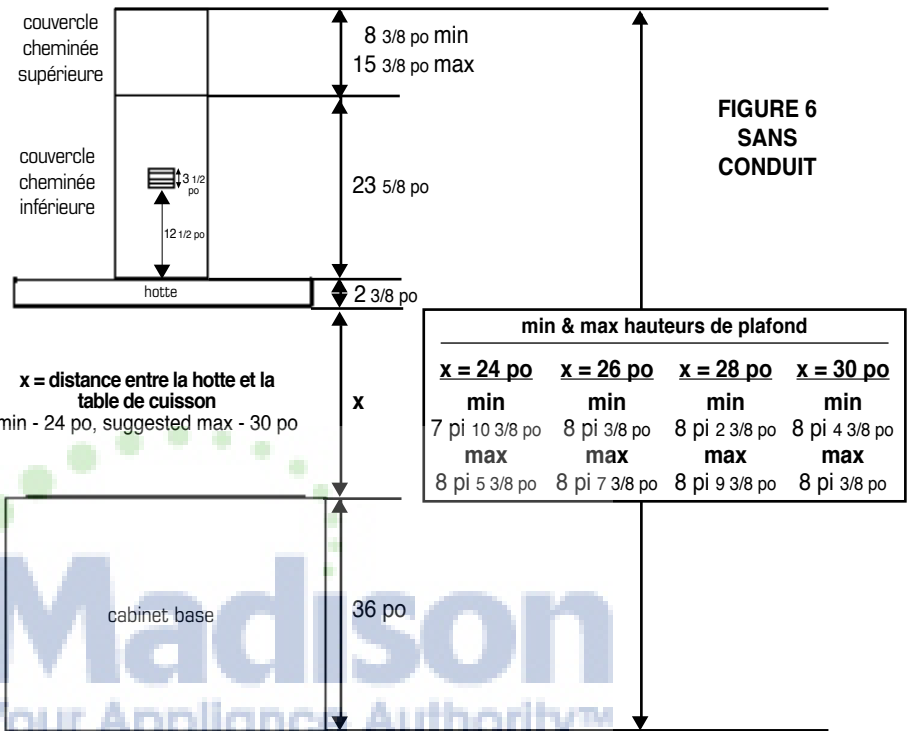 couvercle
cheminée
supérieure
8 3/8 po min
15 3/8 po max
FIGURE 6
SANS
CONDUIT
couvercle
cheminée
inférieure
3 1/2
po
23 5/8 po
12 1/2 po
hotte
2 3/8 po
min & max hauteurs de plafond
x = 24 po x = 26 po x = 28 po x = 30 po
min min min min
7 pi 10 3/8 po 8 pi 3/8 po 8 pi 2 3/8 po 8 pi 4 3/8 po
max max max max
8 pi 5 3/8 po 8 pi 7 3/8 po 8 pi 9 3/8 po 8 pi 3/8 po
x = distance entre la hotte et la
table de cuisson
min - 24 po, suggested max - 30 po
x
cabinet base
36 po
Madison
Your Appliance Authority™